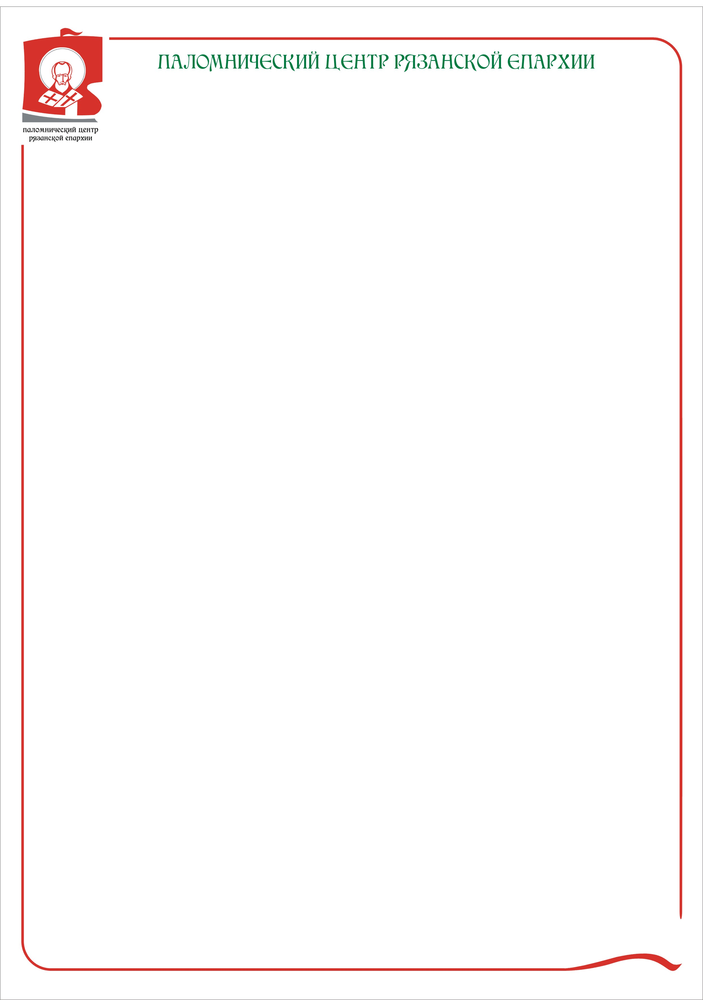 ПАЛОМНИЧЕСКИЙ ЦЕНТР РЯЗАНСКОЙ ЕПАРХИИ
паломнический центр
рязанской епархии